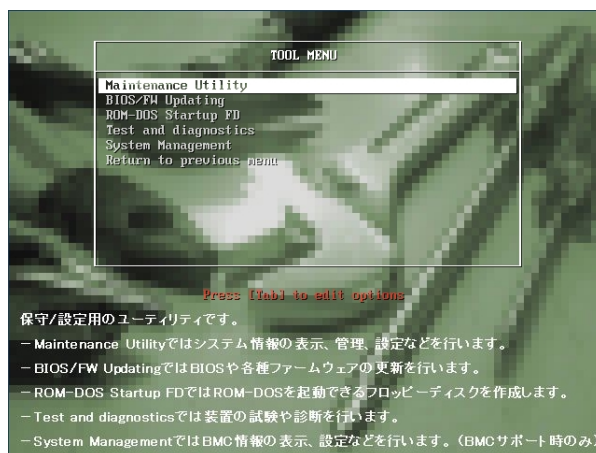 TOOL MENU
Maintenance Utility
BIOS/FW Updating
ROM-DOS Startup FD
Test and diagnostics
System Management
Return to previous menu
Press [Tab] to edit options
保守/設定用のユーティリティです。
－Maintenance Utilityではシステム情報の表示、管理、設定などを行います。
－BIOS/FW UpdatingではBIOSや各種ファームウェアの更新を行います。
－ROM-DOS Startup FDではROM-DOSを起動できるフロッピーディスクを作成します。
－Test and diagnosticsでは装置の試験や診断を行います。
－System ManagementではBMC情報の表示、設定などを行います。（BMCサポート時のみ）